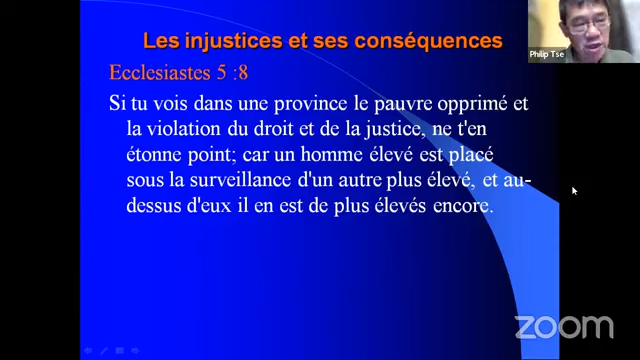 Les injustices et ses conséquences
Philip Tse
Ecclesiastes 5 :8
Si tu vois dans une province le pauvre opprimé et
la violation du droit et de la justice, ne t'en
étonne point; car un homme élevé est placé
sous la surveillance d'un autre plus élevé, et au-
dessus d'eux il en est de plus élevés encore.
zoom